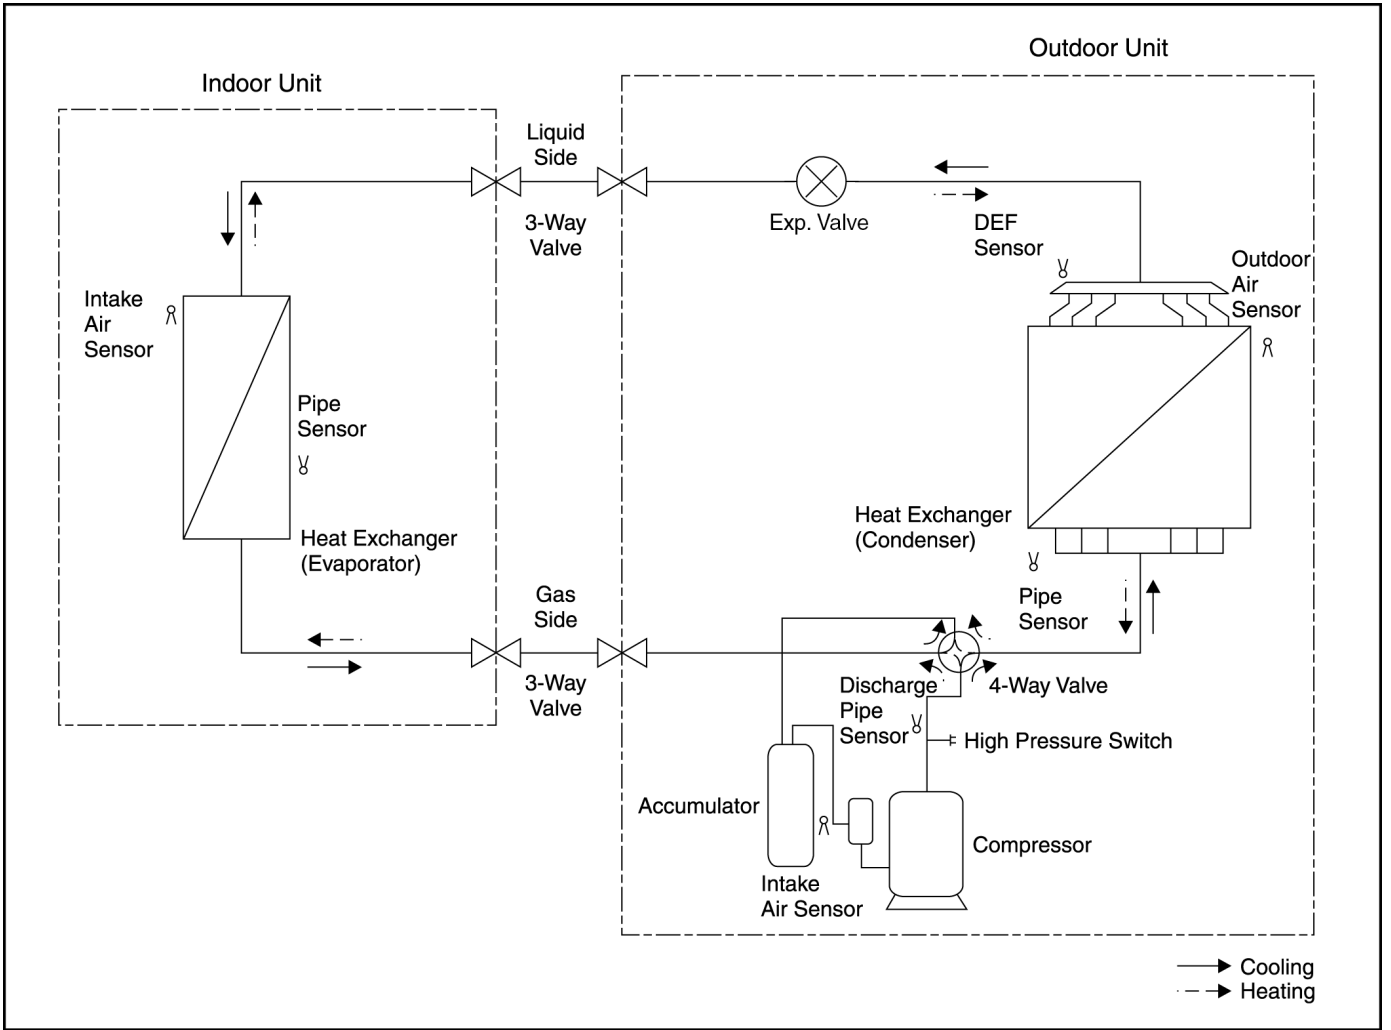 Outdoor Unit
Indoor Unit
Liquid
Side
3-Way
Valve
Exp. Valve
DEF
Sensor
Outdoor
Air
Sensor
Intake
Air
Sensor
Pipe
Sensor
Heat Exchanger
(Evaporator)
Heat Exchanger
(Condenser)
Pipe
Sensor
Gas
Side
3-Way
Valve
Discharge
Pipe
Sensor
4-Way Valve
High Pressure Switch
Accumulator
Compressor
Intake
Air Sensor
Cooling
Heating